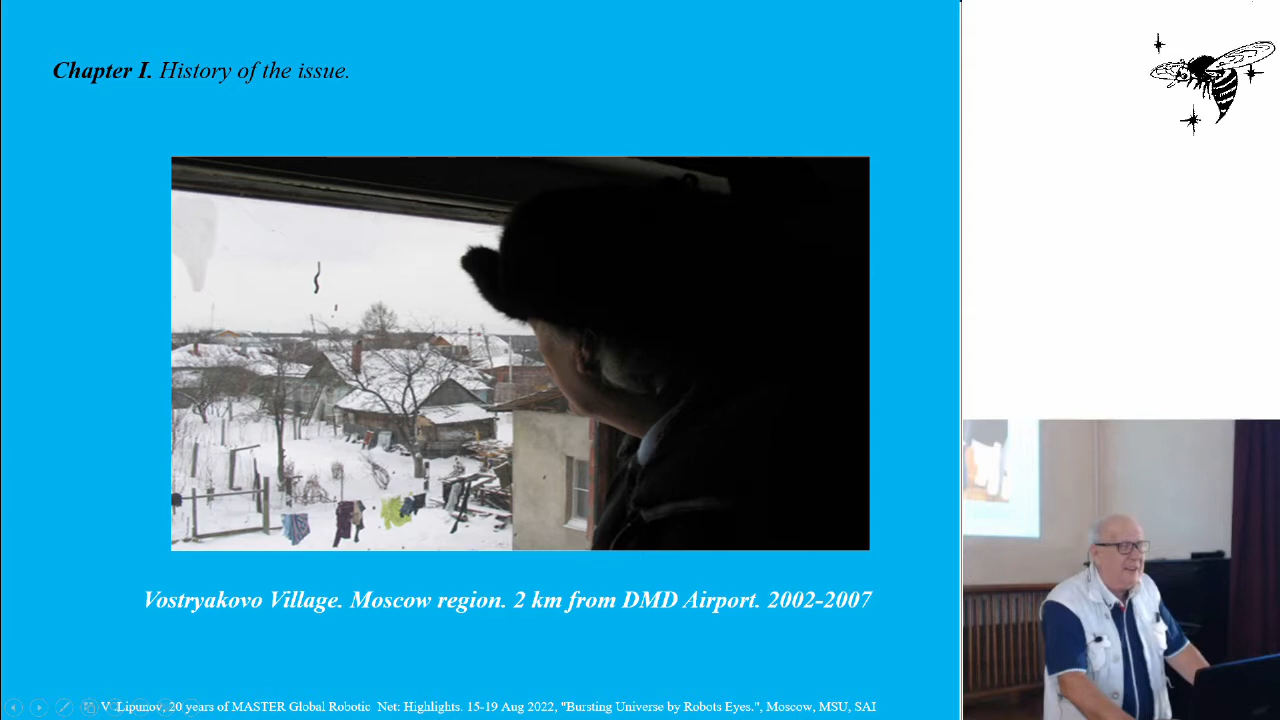 Chapter I. History of the issue.
Vostryakovo Village. Moscow region. 2 km from DMD Airport. 2002-2007
V. Lipunov, 20 years of MASTER Global Robotic Net: Highlights. 15-19 Aug 2022, "Bursting Universe by Robots Eyes.", Moscow, MSU, SAI